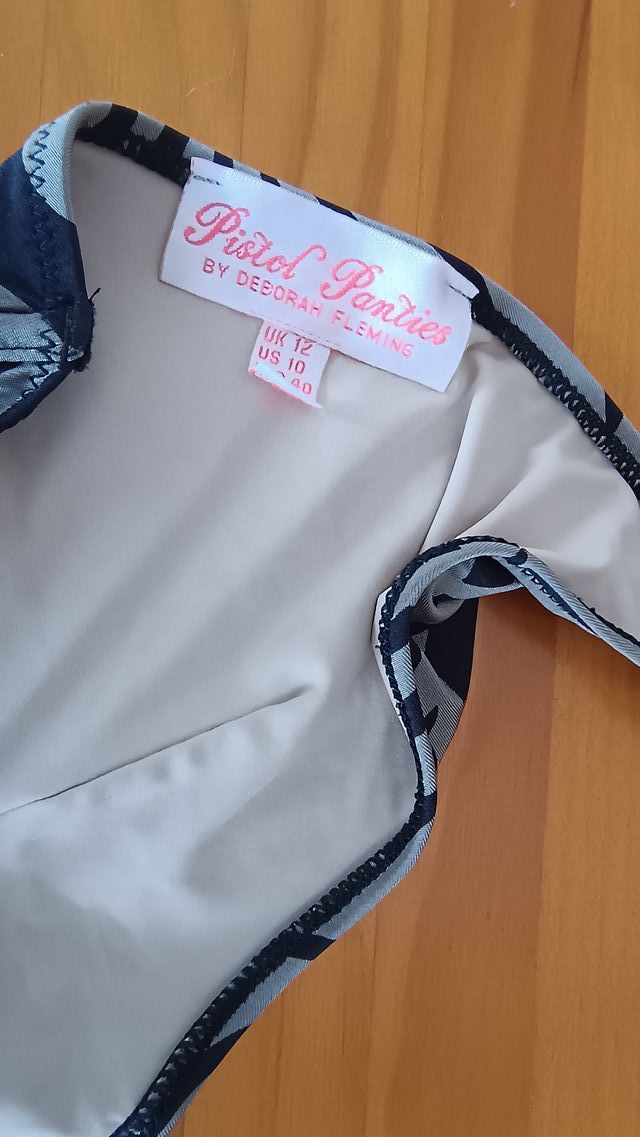 Pistol Panties
BY DEBORAH FLEMING
UK 12
US 10
40